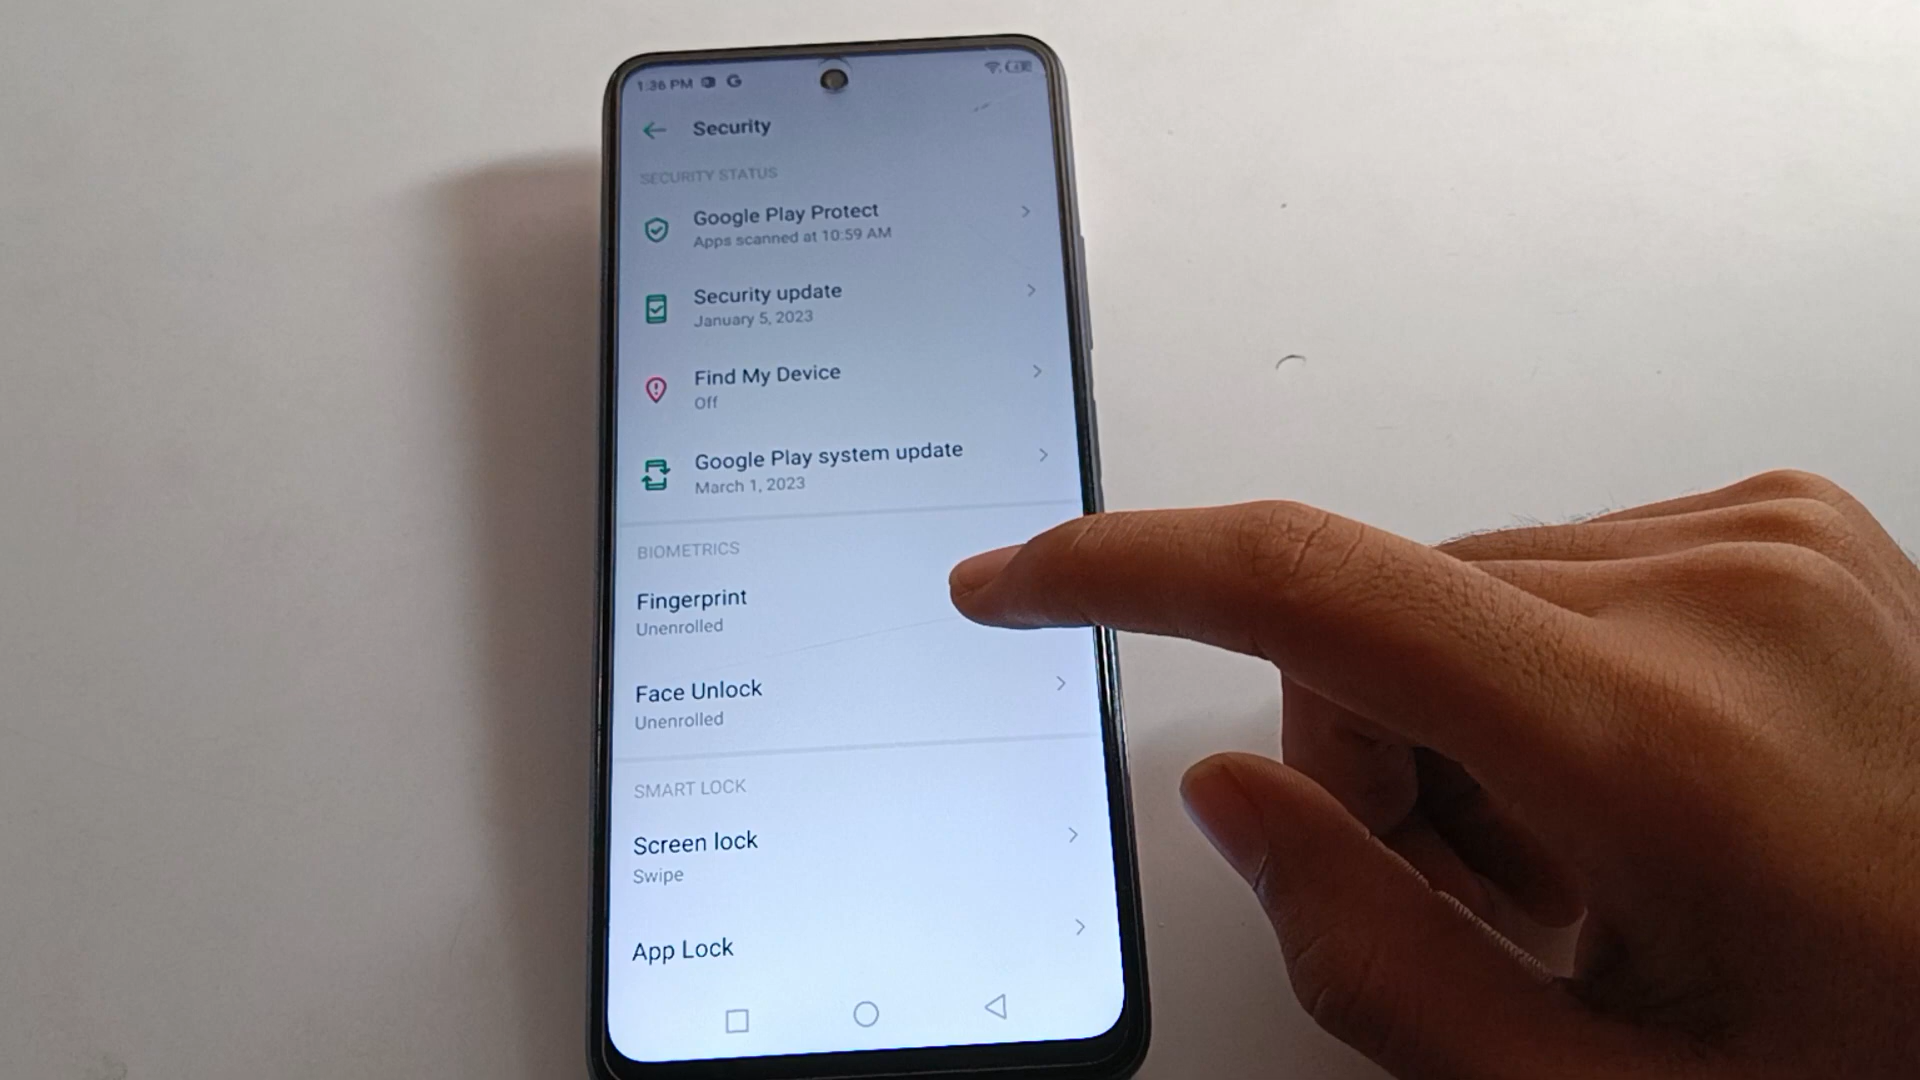 1:36 PM G
Security
SECURITY STATUS
Google Play Protect
Apps scanned at 10:59 AM
Security update
January 5, 2023
Find My Device
Off
Google Play system update
March 1, 2023
BIOMETRICS
Fingerprint
Unenrolled
Face Unlock
Unenrolled
SMART LOCK
Screen lock
Swipe
App Lock